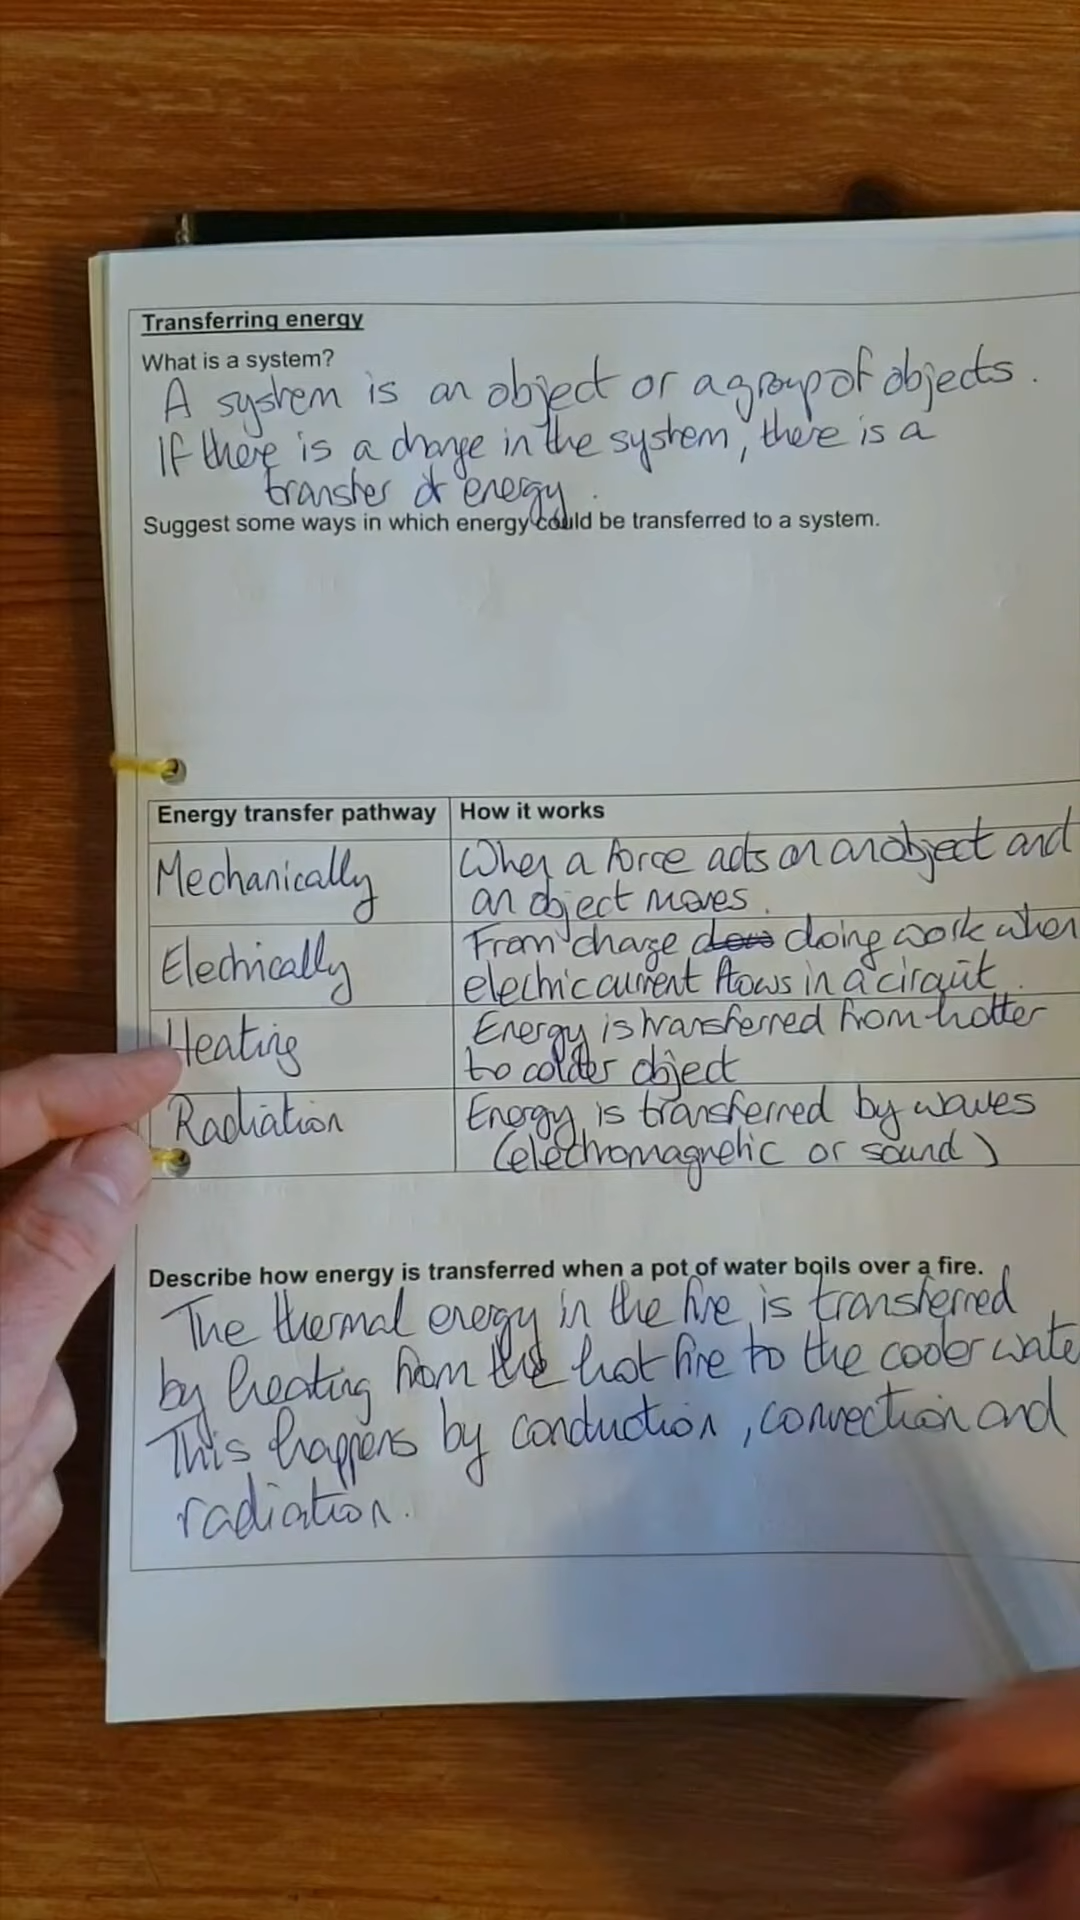 Transferring energy
What is a system?
A system is an object or a group of objects.
If there is a change in the system, there is a
transfer of energy.
Suggest some ways in which energy could be transferred to a system.
Energy transfer pathway How it works
Mechanically When a force acts on an object and
an object moves.
Electrically From charge does doing work when
electric current flows in a circuit.
Heating Energy is transferred from hotter
to colder object
Radiation Energy is transferred by waves
(electromagnetic or sound)
Describe how energy is transferred when a pot of water boils over a fire.
The thermal energy in the fire is transferred
by heating from the hot fire to the cooler wate
This happens by conduction, convection and
radiation.